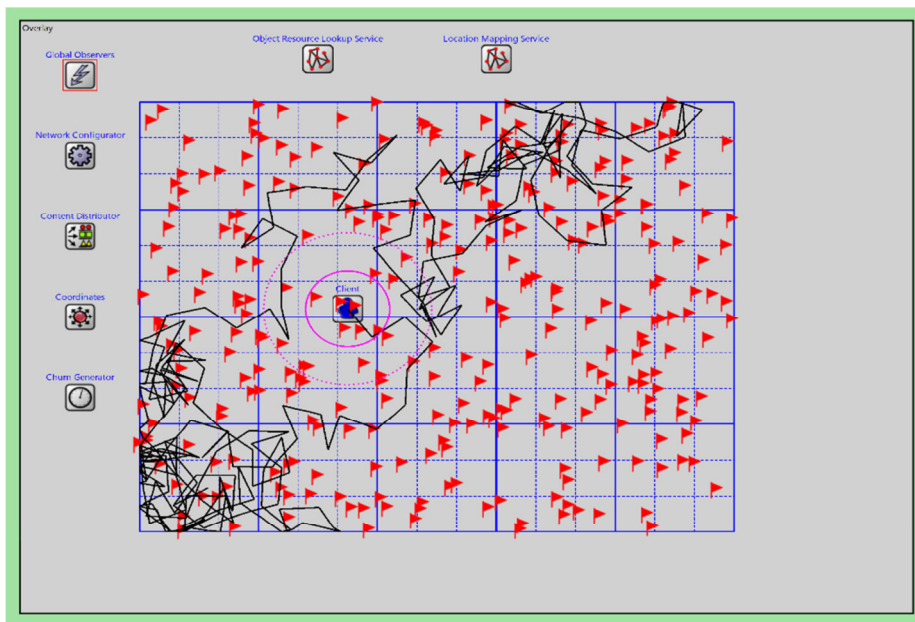 Overlay
Object Resource Lookup Service
Location Mapping Service
Global Observers
Network Configurator
Content Distributor
Coordinates
Client
Churn Generator